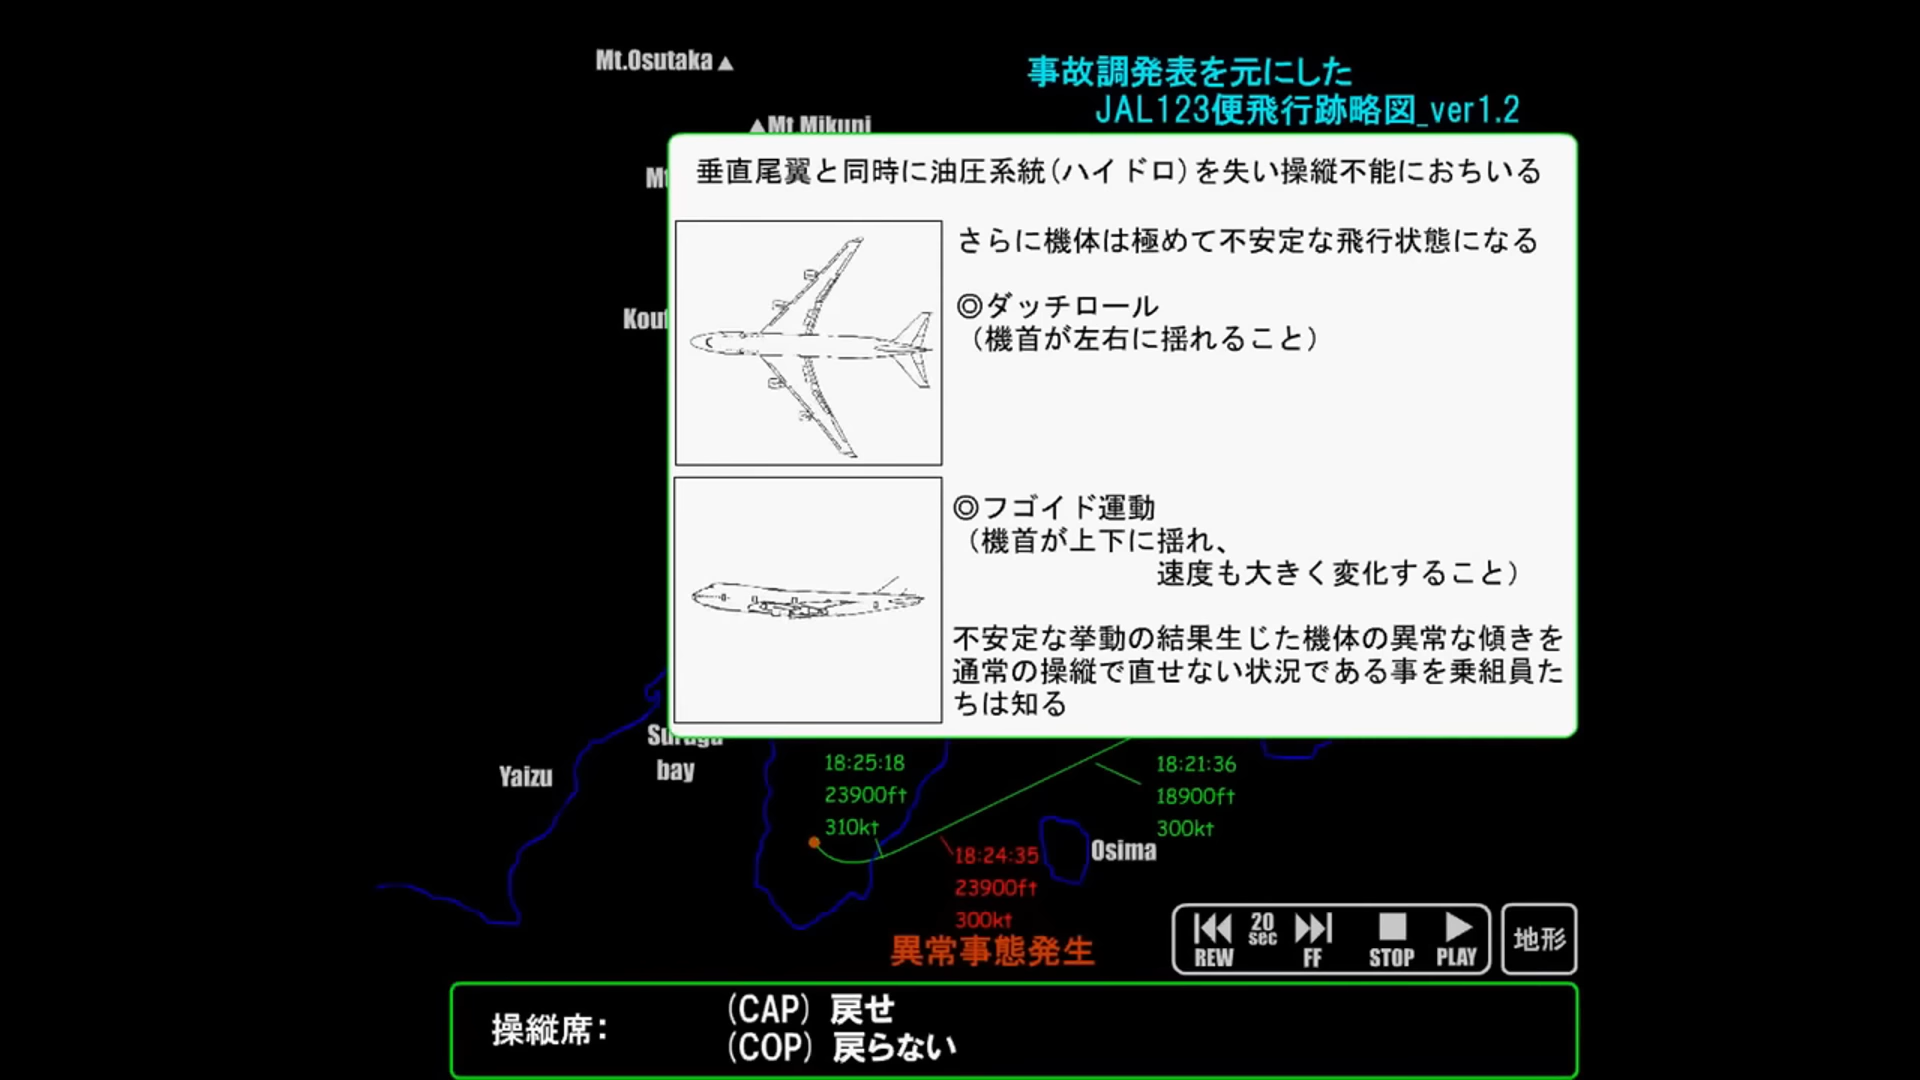 Mt.Osutaka▲
事故調発表を元にした
JAL123便飛行跡略図_ver1.2
▲Mt Mikuni
垂直尾翼と同時に油圧系統(ハイドロ)を失い操縦不能におちいる
さらに機体は極めて不安定な飛行状態になる
◎ダッチロール
(機首が左右に揺れること)
◎フゴイド運動
(機首が上下に揺れ、
速度も大きく変化すること)
不安定な挙動の結果生じた機体の異常な傾きを
通常の操縦で直せない状況である事を乗組員た
ちは知る
Suruga
bay
Yaizu
18:25:18
23900ft
310kt
18:21:36
18900ft
300kt
18:24:35
23900ft
300kt
Osima
異常事態発生
20
sec
REW
FF
STOP
PLAY
地形
操縦席:
(CAP) 戻せ
(COP) 戻らない